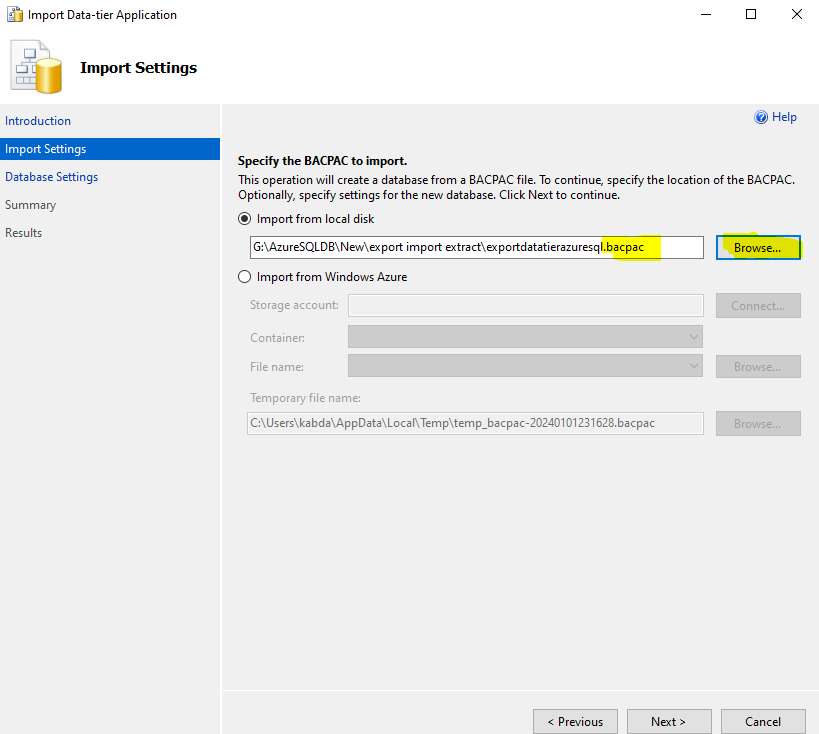 Import Data-tier Application
Import Settings
Introduction
Import Settings
Database Settings
Summary
Results
Help
Specify the BACPAC to import.
This operation will create a database from a BACPAC file. To continue, specify the location of the BACPAC.
Optionally, specify settings for the new database. Click Next to continue.
Import from local disk
G:\AzureSQLDB\New\export import extract\exportdatatierazuresql.bacpac
Browse...
Import from Windows Azure
Storage account:
Connect...
Container:
File name:
Browse...
Temporary file name:
C:\Users\kabda\AppData\Local\Temp\temp_bacpac-20240101231628.bacpac
Browse...
< Previous
Next >
Cancel